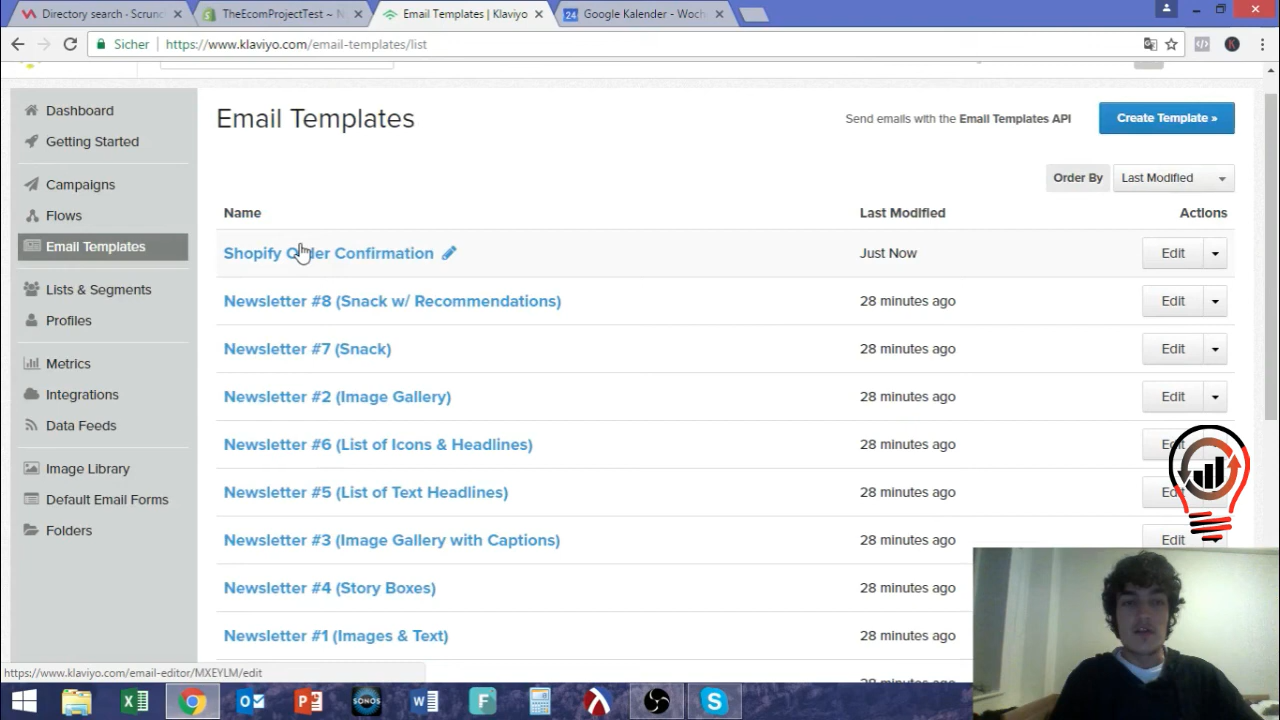 Directory search - Scrunc
TheEcomProjectTest ~ N
Email Templates | Klaviyo
24
Google Kalender - Woch
Sicher
https://www.klaviyo.com/email-templates/list
K
Dashboard
Getting Started
Campaigns
Flows
Email Templates
Lists & Segments
Profiles
Metrics
Integrations
Data Feeds
Image Library
Default Email Forms
Folders
Email Templates
Send emails with the Email Templates API
Create Template »
Order By
Last Modified
Name
Last Modified
Actions
Shopify Order Confirmation
Just Now
Edit
Newsletter #8 (Snack w/ Recommendations)
28 minutes ago
Edit
Newsletter #7 (Snack)
28 minutes ago
Edit
Newsletter #2 (Image Gallery)
28 minutes ago
Edit
Newsletter #6 (List of Icons & Headlines)
28 minutes ago
Newsletter #5 (List of Text Headlines)
28 minutes ago
Newsletter #3 (Image Gallery with Captions)
28 minutes ago
Edit
Newsletter #4 (Story Boxes)
28 minutes ago
Newsletter #1 (Images & Text)
28 minutes ago
https://www.klaviyo.com/email-editor/MXEYLM/edit
SONOS
F